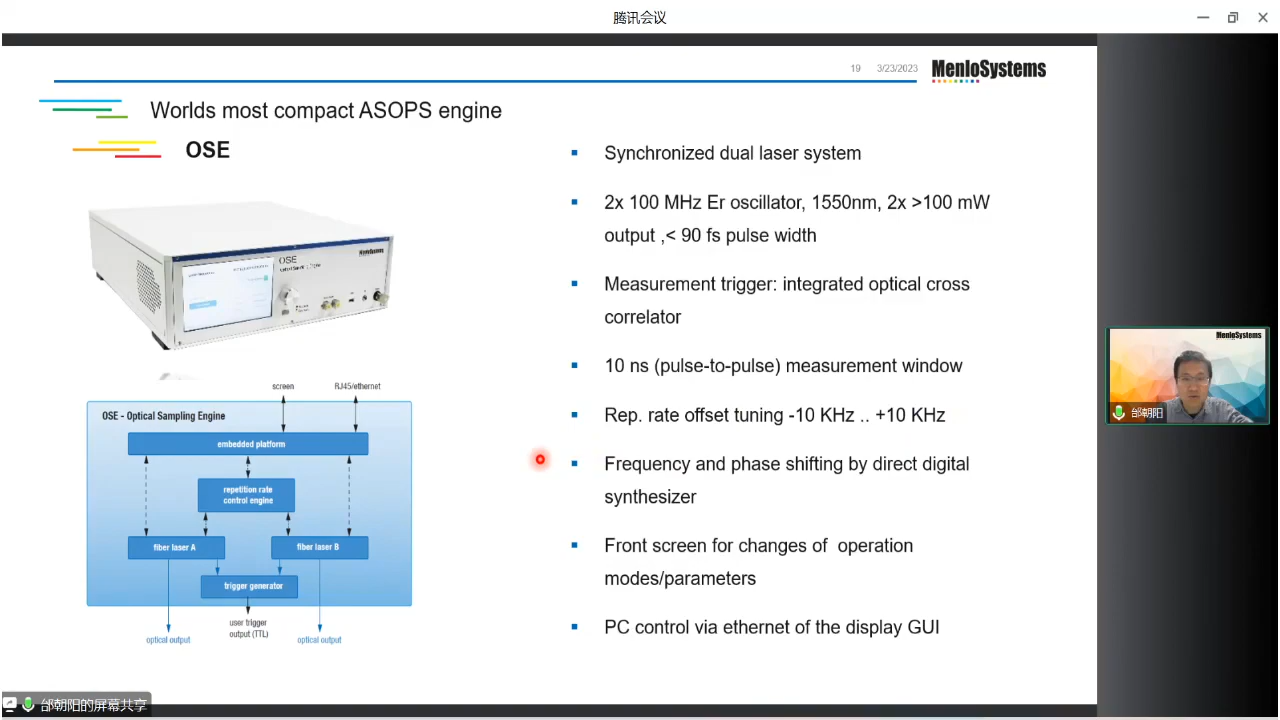 腾讯会议
19 3/23/2023 MenloSystems
Worlds most compact ASOPS engine
OSE
Synchronized dual laser system
2x 100 MHz Er oscillator, 1550nm, 2x >100 mW
output ,< 90 fs pulse width
Measurement trigger: integrated optical cross
correlator
10 ns (pulse-to-pulse) measurement window
Rep. rate offset tuning -10 KHz .. +10 KHz
Frequency and phase shifting by direct digital
synthesizer
Front screen for changes of operation
modes/parameters
PC control via ethernet of the display GUI
OSE
MenloSystems
screen
RJ45/ethernet
OSE - Optical Sampling Engine
embedded platform
repetition rate
control engine
fiber laser A
fiber laser B
trigger generator
user trigger
output (TTL)
optical output
optical output
MenloSystems
邰朝阳
邰朝阳的屏幕共享